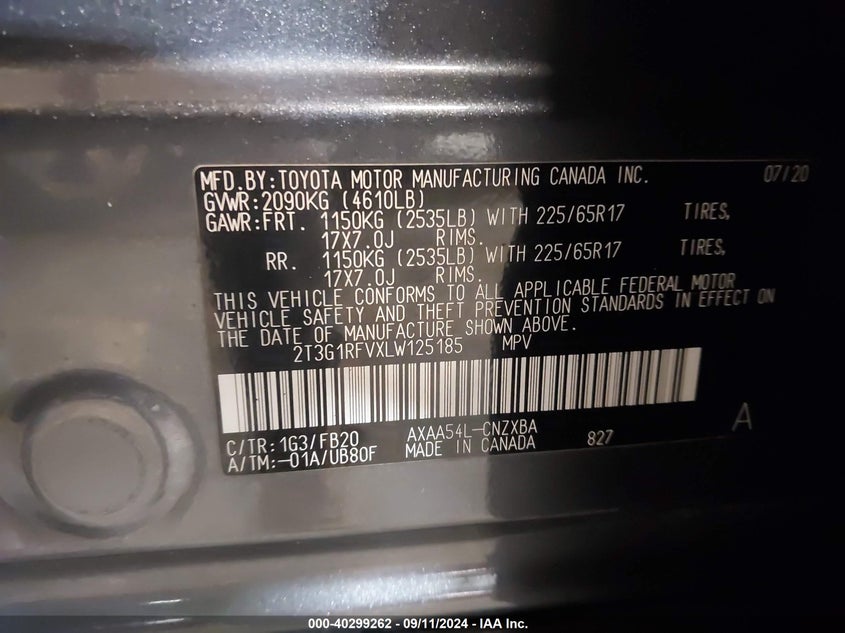 MFD.BY:TOYOTA MOTOR MANUFACTURING CANADA INC. 07/20
GVWR:2090KG (4610LB)
GAWR:FRT. 1150KG (2535LB) WITH 225/65R17 TIRES,
17X7.0J RIMS.
RR. 1150KG (2535LB) WITH 225/65R17 TIRES,
17X7.0J RIMS.
THIS VEHICLE CONFORMS TO ALL APPLICABLE FEDERAL MOTOR
VEHICLE SAFETY AND THEFT PREVENTION STANDARDS IN EFFECT ON
THE DATE OF MANUFACTURE SHOWN ABOVE.
2T3G1RFVXLW125185 MPV
C/TR:1G3/FB20 AXAA54L-CNZXBA A
A/TM:-01A/UB80F MADE IN CANADA 827
000-40299262 - 09/11/2024 - IAA Inc.